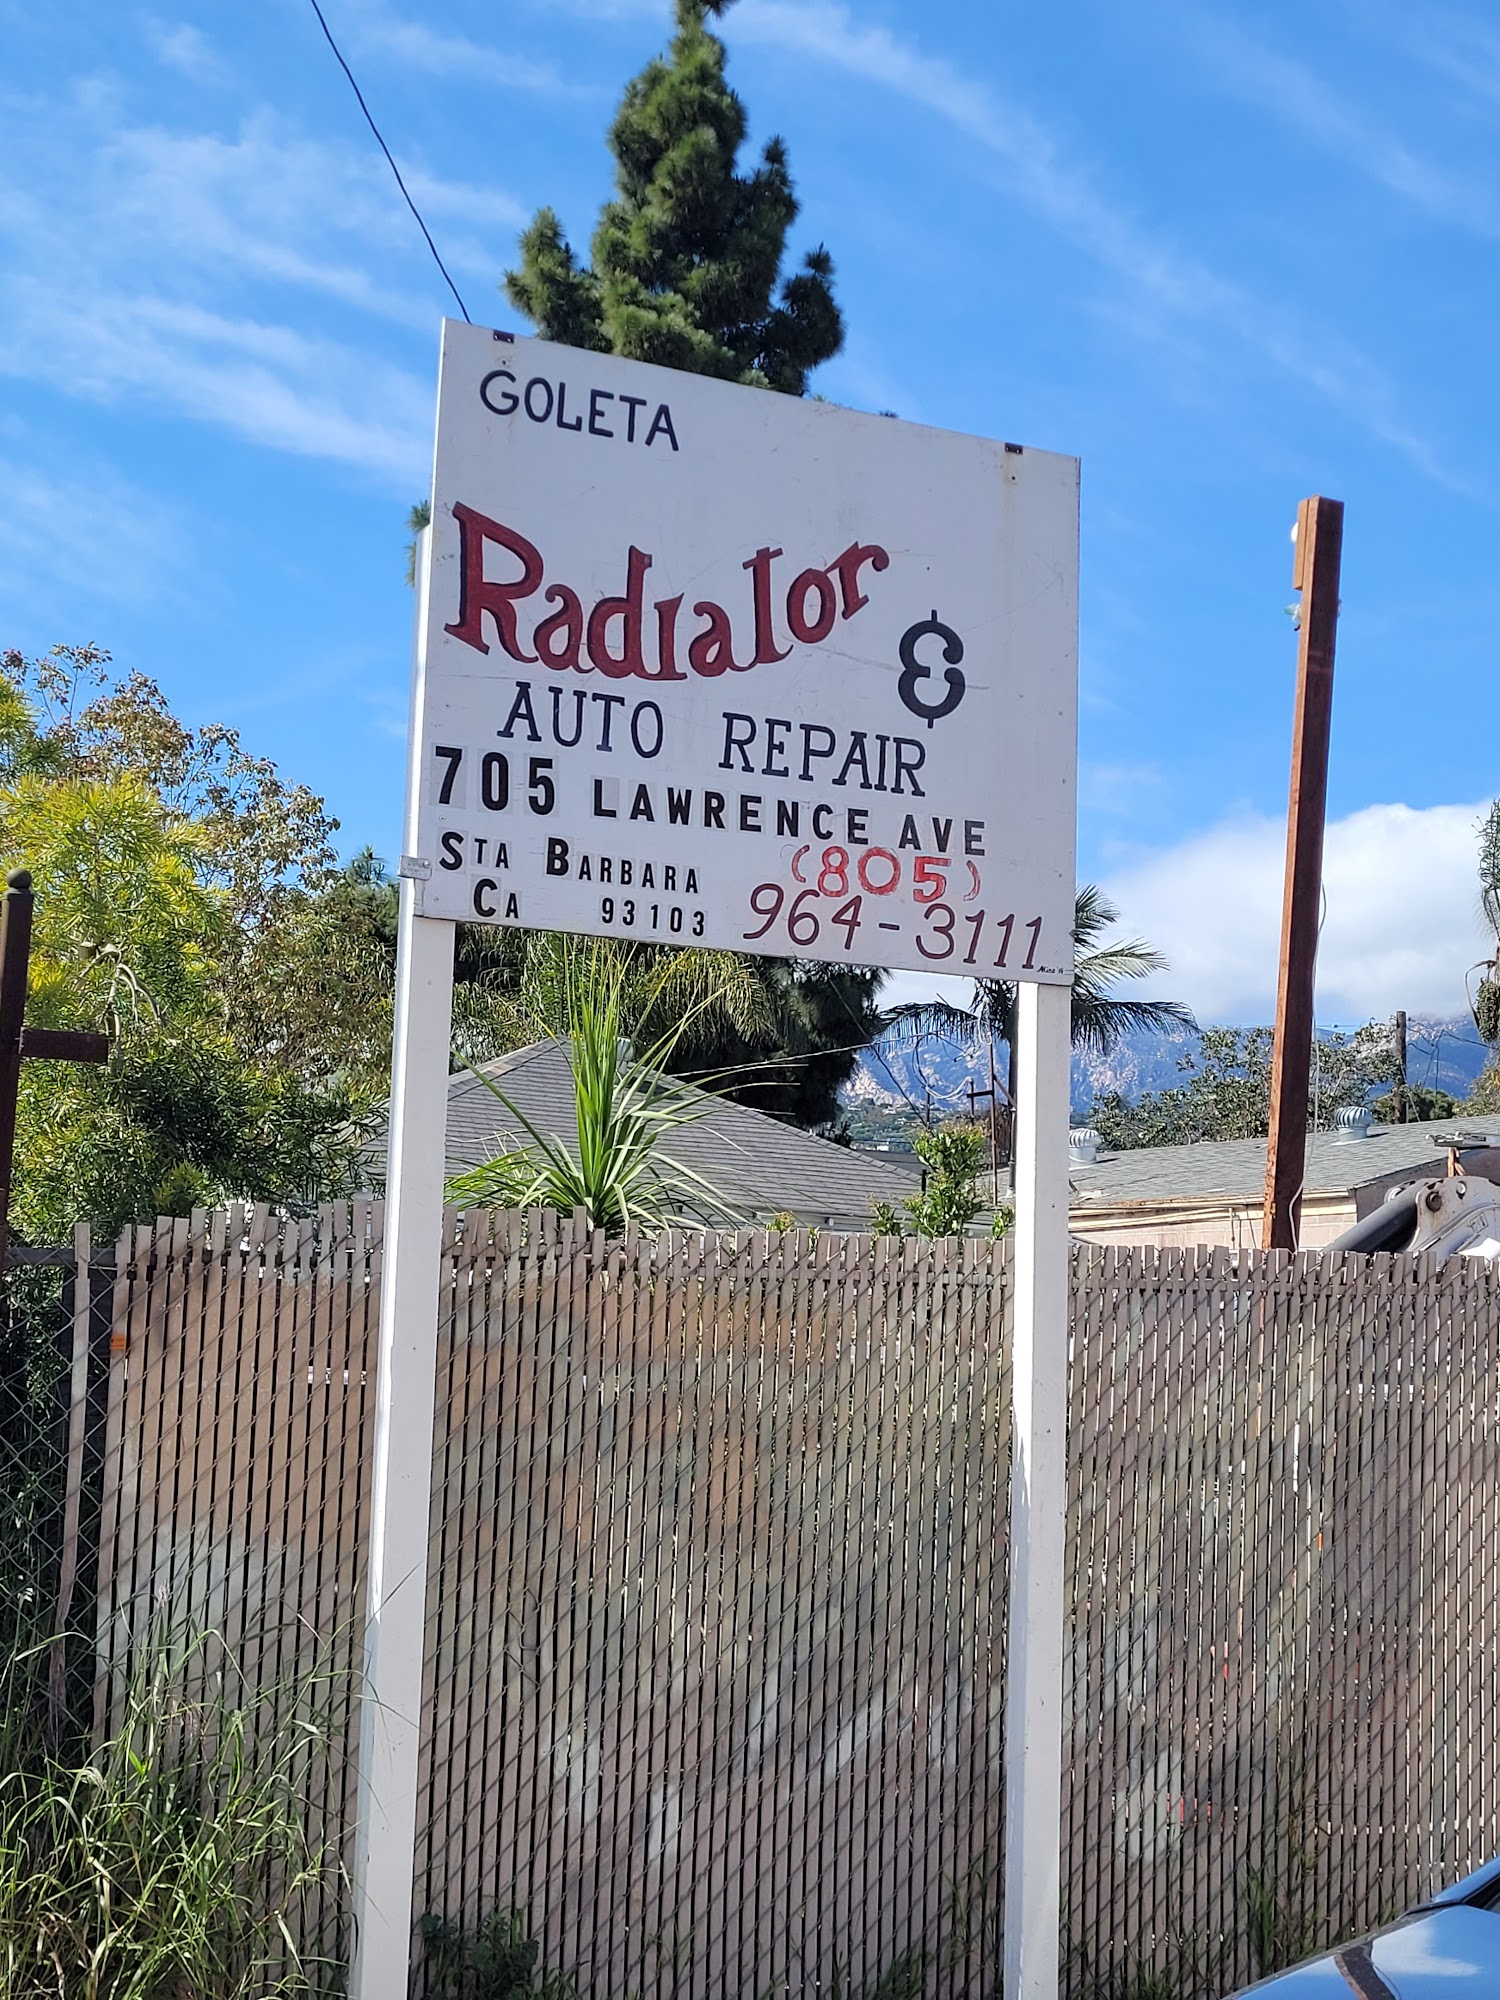 GOLETA
Radiator &
AUTO REPAIR
705 LAWRENCE AVE
STA BARBARA (805)
CA 93103 964-3111